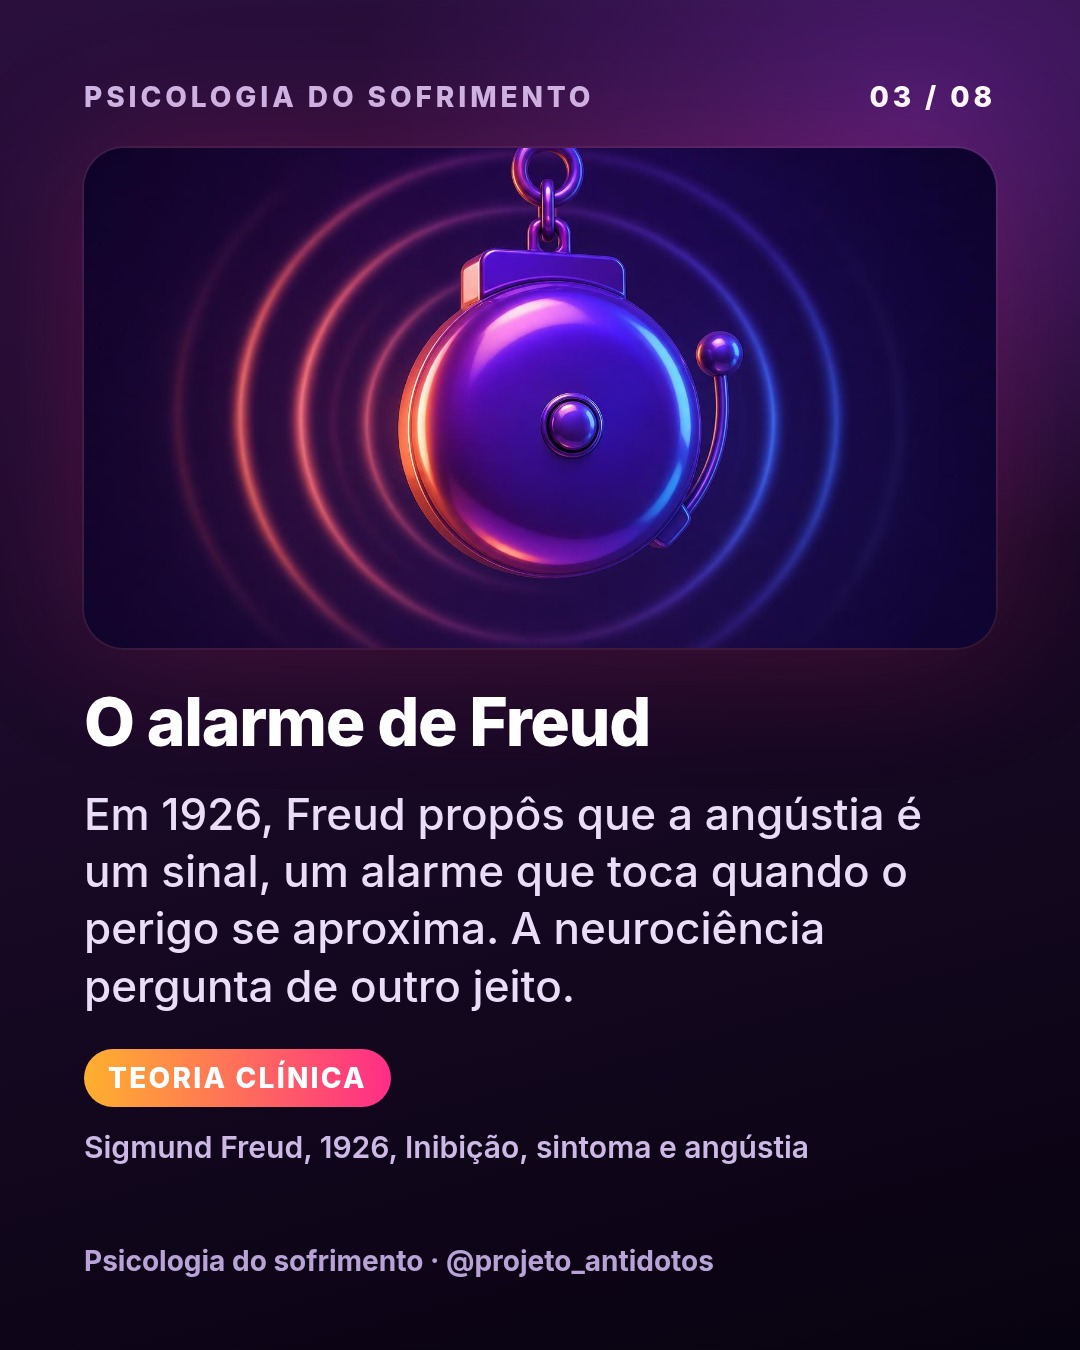 PSICOLOGIA DO SOFRIMENTO
03 / 08
O alarme de Freud
Em 1926, Freud propôs que a angústia é
um sinal, um alarme que toca quando o
perigo se aproxima. A neurociência
pergunta de outro jeito.
TEORIA CLÍNICA
Sigmund Freud, 1926, Inibição, sintoma e angústia
Psicologia do sofrimento · @projeto_antidotos